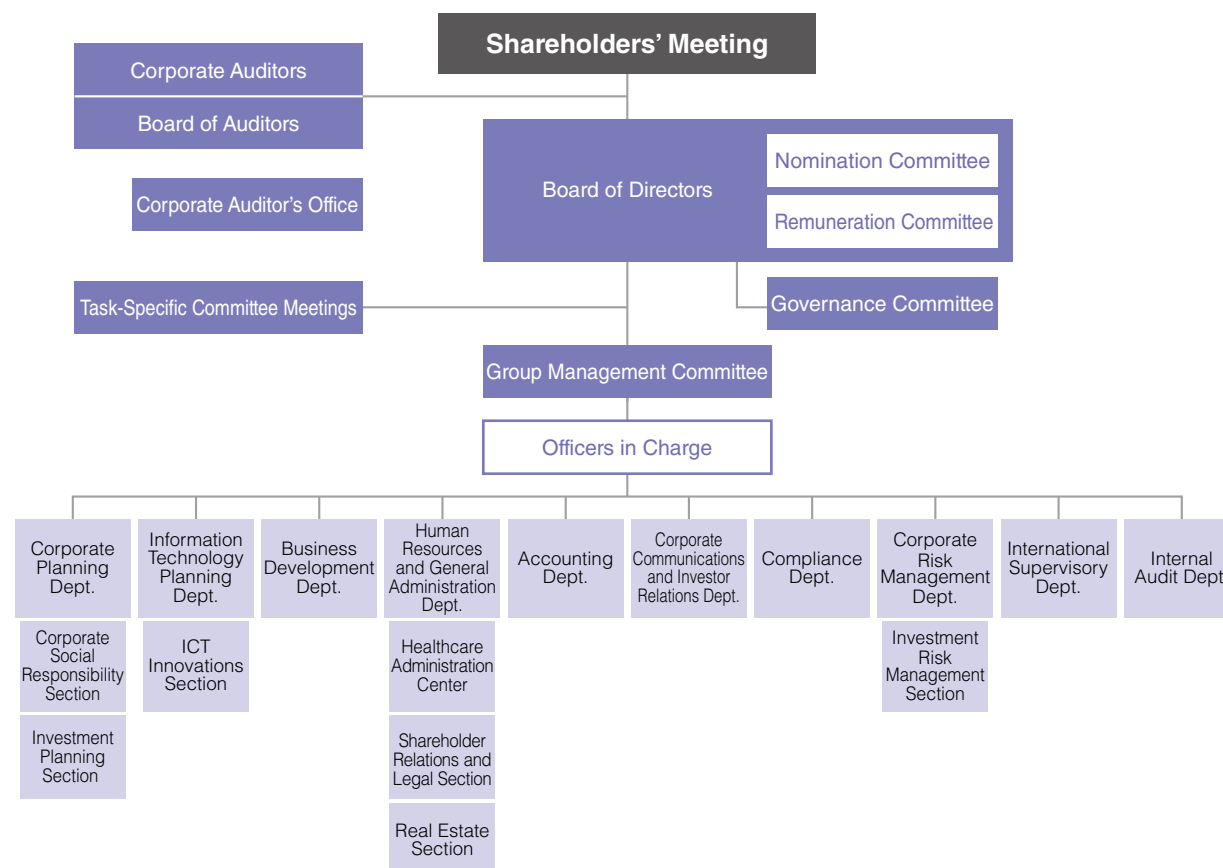 Shareholders’ Meeting
Corporate Auditors
Board of Auditors
Board of Directors
Nomination Committee
Remuneration Committee
Corporate Auditor’s Office
Task-Specific Committee Meetings
Governance Committee
Group Management Committee
Officers in Charge
Corporate
Planning
Dept.
Information
Technology
Planning
Dept.
Business
Development
Dept.
Human
Resources
and General
Administration
Dept.
Accounting
Dept.
Corporate
Communications
and Investor
Relations Dept.
Compliance
Dept.
Corporate
Risk
Management
Dept.
International
Supervisory
Dept.
Internal
Audit Dept
Corporate
Social
Responsibility
Section
Investment
Planning
Section
ICT
Innovations
Section
Healthcare
Administration
Center
Shareholder
Relations and
Legal Section
Real Estate
Section
Investment
Risk
Management
Section